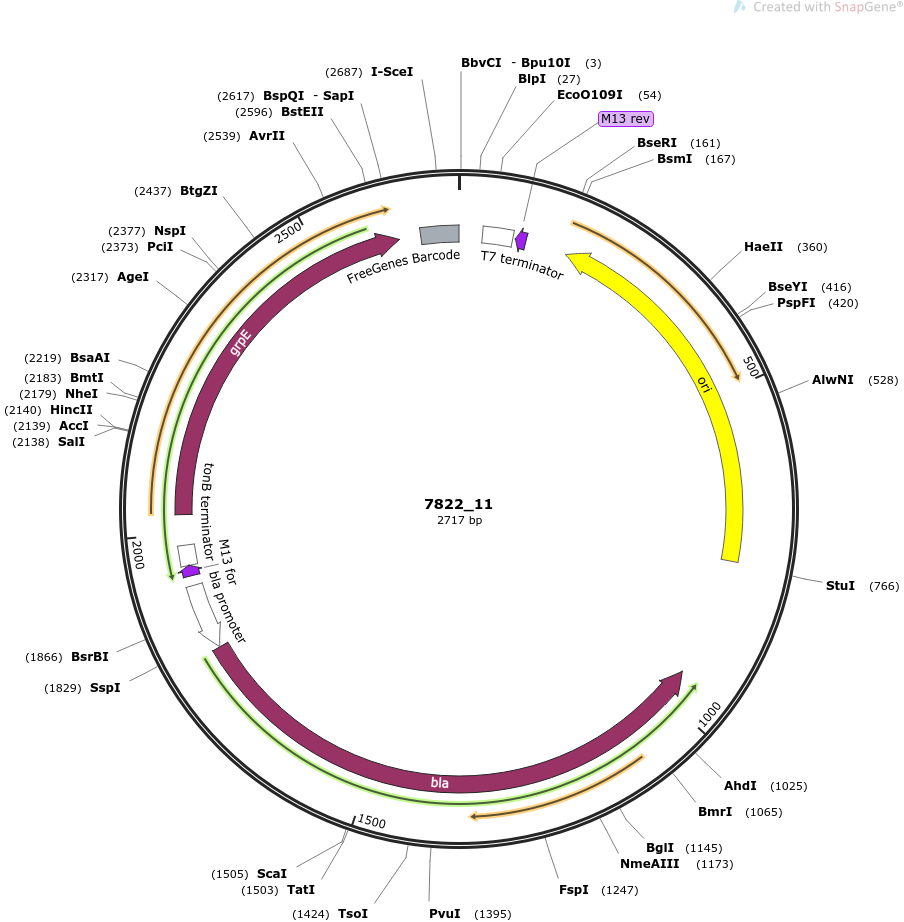 Created with SnapGene®
(2687) I-SceI
BbvCI - Bpu10I (3)
BlpI (27)
(2617) BspQI - SapI
EcoO109I (54)
(2596) BstEII
M13 rev
(2539) AvrII
BseRI (161)
BsmI (167)
(2437) BtgZI
(2377) NspI
(2373) PciI
HaeII (360)
(2317) AgeI
BseYI (416)
PspFI (420)
2500
FreeGenes Barcode
T7 terminator
grpE
(2219) BsaAI
(2183) BmtI
(2179) NheI
(2140) HincII
(2139) AccI
(2138) SalI
500
ori
AlwNI (528)
7822_11
2717 bp
tonB terminator
2000
M13 for
bla promoter
StuI (766)
(1866) BsrBI
(1829) SspI
1000
bla
AhdI (1025)
BmrI (1065)
1500
BglI (1145)
NmeAIII (1173)
(1505) ScaI
(1503) TatI
FspI (1247)
(1424) TsoI
PvuI (1395)